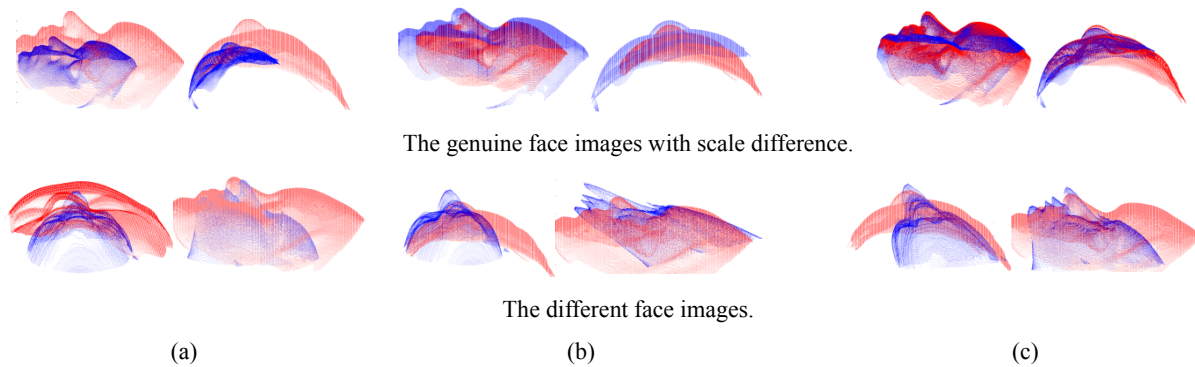 The genuine face images with scale difference.
The different face images.
(a)
(b)
(c)